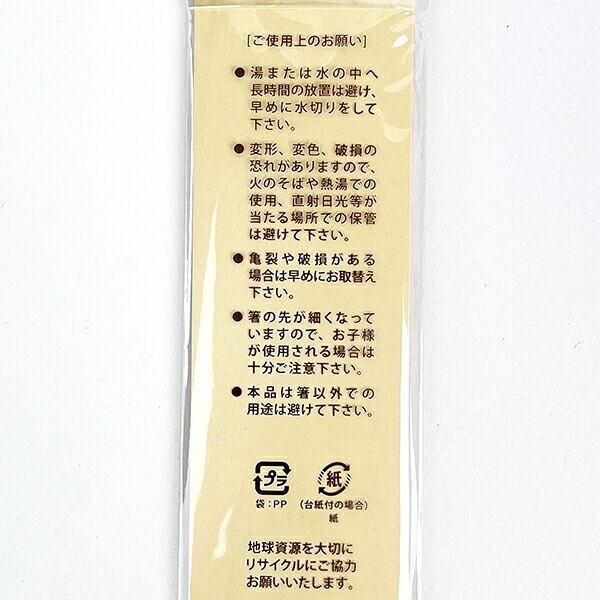 [ご使用上のお願い]
●湯または水の中へ
長時間の放置は避け、
早めに水切りをして
下さい。
●変形、変色、破損の
恐れがありますので、
火のそばや熱湯での
使用、直射日光等が
当たる場所での保管
は避けて下さい。
●亀裂や破損がある
場合は早めにお取替え
下さい。
●箸の先が細くなって
いますので、お子様
が使用される場合は
十分ご注意下さい。
●本品は箸以外での
用途は避けて下さい。
プラ 紙
袋：PP （台紙付の場合）
紙
地球資源を大切に
リサイクルにご協力
お願いいたします。